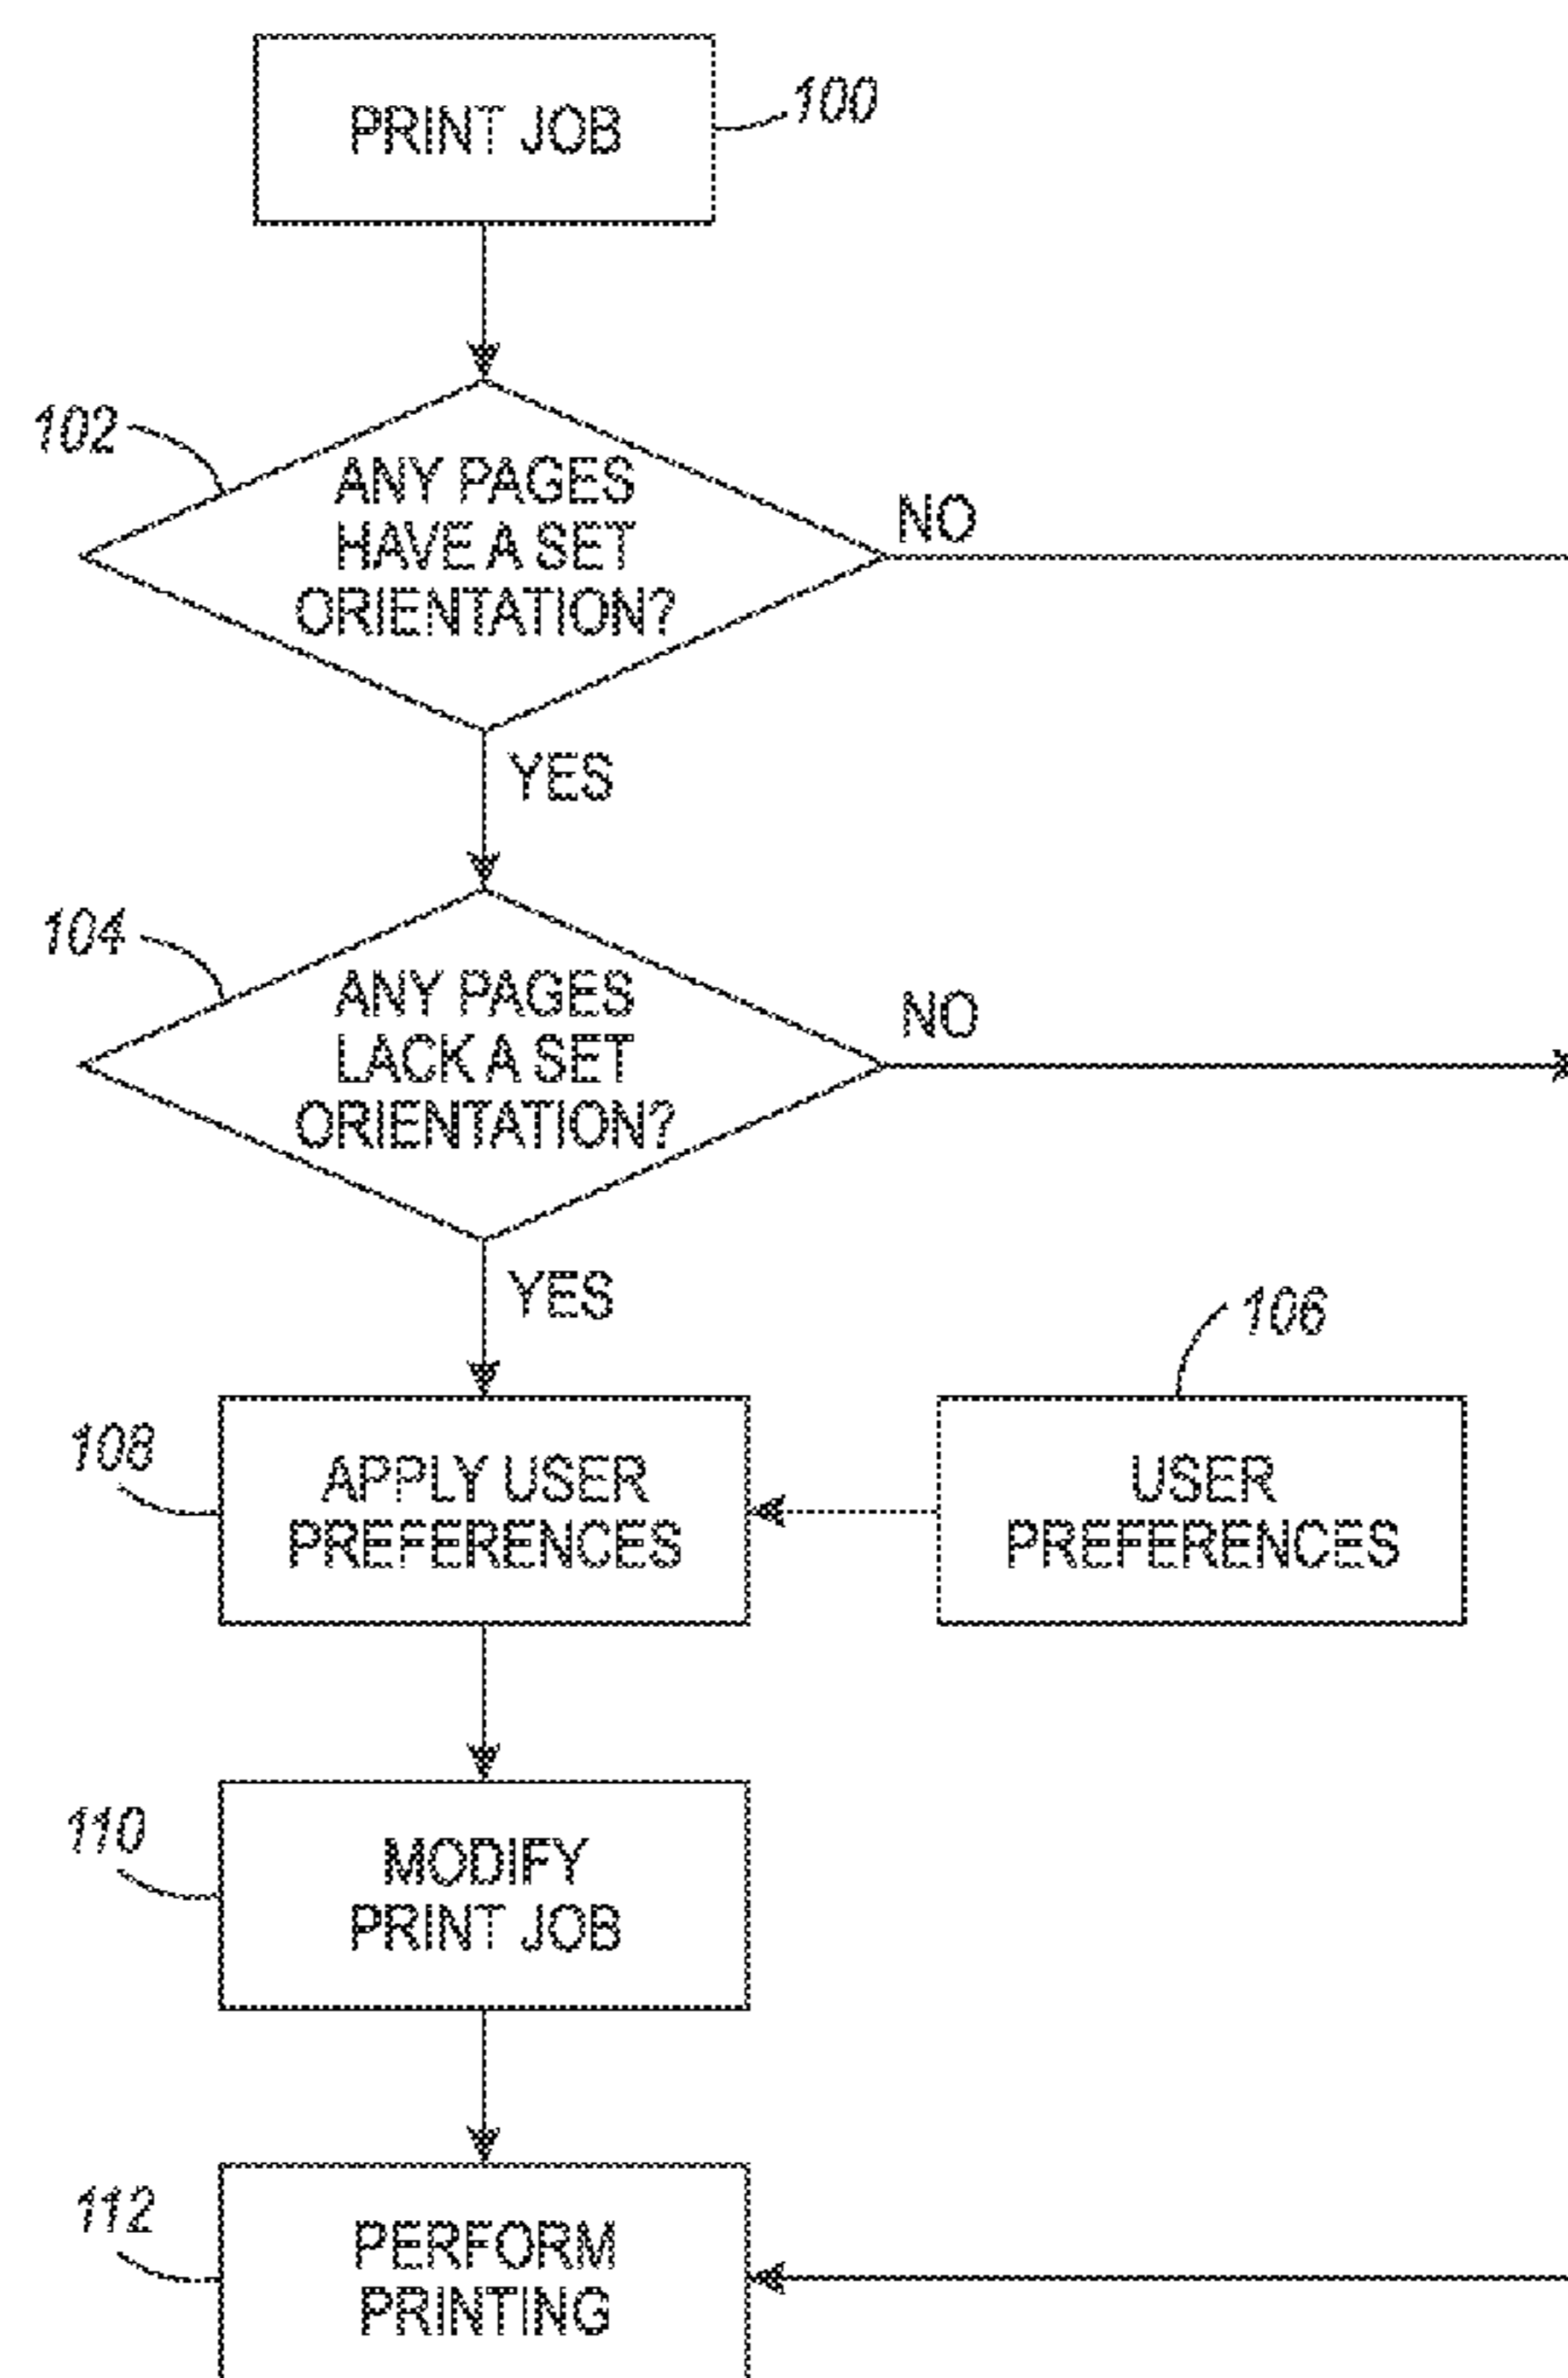 PRINT JOB
100
102
ANY PAGES
HAVE A SET
ORIENTATION?
NO
YES
104
ANY PAGES
LACK A SET
ORIENTATION?
NO
YES
106
108
APPLY USER
PREFERENCES
USER
PREFERENCES
110
MODIFY
PRINT JOB
112
PERFORM
PRINTING